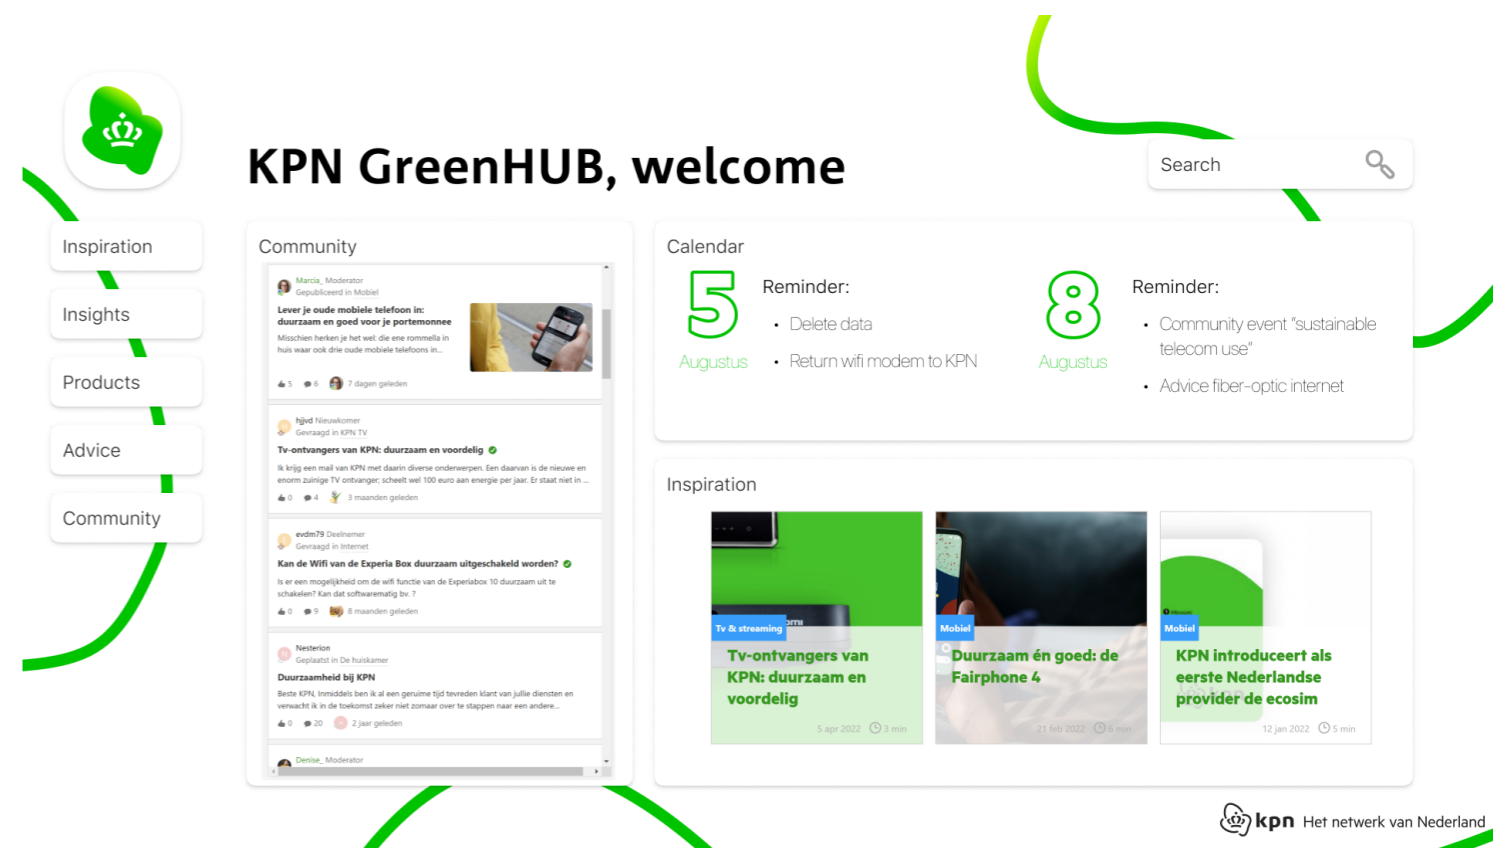 KPN GreenHUB, welcome
Search
Inspiration
Insights
Products
Advice
Community
Community
Marcia_ Moderator
Gepubliceerd in Mobiel
Lever je oude mobiele telefoon in:
duurzaam en goed voor je portemonnee
Misschien herken je het wel: die ene rommella in
huis waar ook drie oude mobiele telefoons in...
5 6 7 dagen geleden
hjjvd Nieuwkomer
Gevraagd in KPN TV
Tv-ontvangers van KPN: duurzaam en voordelig
Ik krijg een mail van KPN met daarin diverse onderwerpen. Een daarvan is de nieuwe en
enorm zuinige TV ontvanger; scheelt wel 100 euro aan energie per jaar. Er staat niet in ...
0 4 3 maanden geleden
evdm79 Deelnemer
Gevraagd in Internet
Kan de Wifi van de Experia Box duurzaam uitgeschakeld worden?
Is er een mogelijkheid om de wifi functie van de Experiabox 10 duurzaam uit te
schakelen? Kan dat softwarematig bv. ?
0 9 8 maanden geleden
N Nesterion
Geplaatst in De huiskamer
Duurzaamheid bij KPN
Beste KPN, Inmiddels ben ik al een geruime tijd tevreden klant van jullie diensten en
verwacht ik in de toekomst zeker niet zomaar over te stappen naar een andere...
0 20 2 jaar geleden
Denise_ Moderator
Calendar
5
Augustus
Reminder:
• Delete data
• Return wifi modem to KPN
8
Augustus
Reminder:
• Community event “sustainable
telecom use”
• Advice fiber-optic internet
Inspiration
Tv & streaming
Tv-ontvangers van
KPN: duurzaam en
voordelig
5 apr 2022 3 min
Mobiel
Duurzaam én goed: de
Fairphone 4
21 feb 2022 6 min
Mobiel
KPN introduceert als
eerste Nederlandse
provider de ecosim
12 jan 2022 5 min
kpn Het netwerk van Nederland